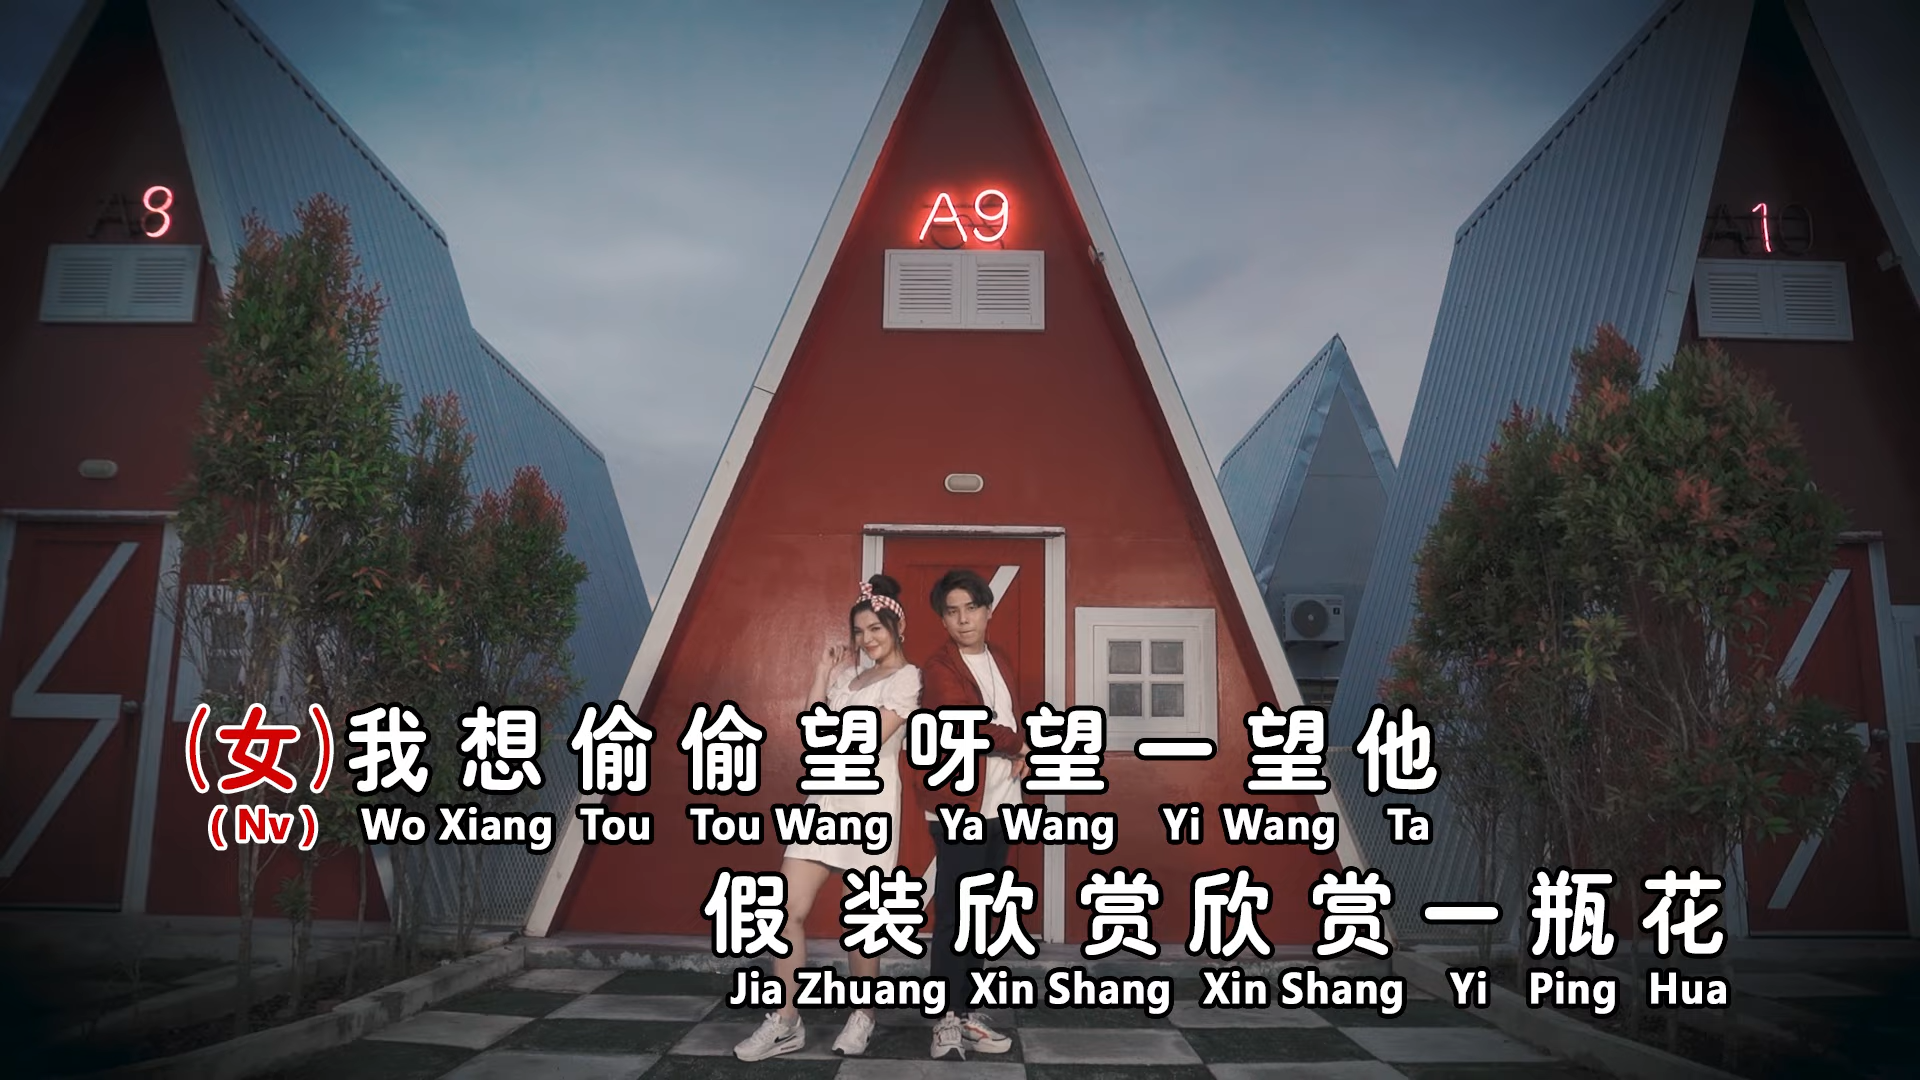 8
A9
1
(女)我想偷偷望呀望一望他
(Nv) Wo Xiang Tou Tou Wang Ya Wang Yi Wang Ta
假装欣赏欣赏一瓶花
Jia Zhuang Xin Shang Xin Shang Yi Ping Hua